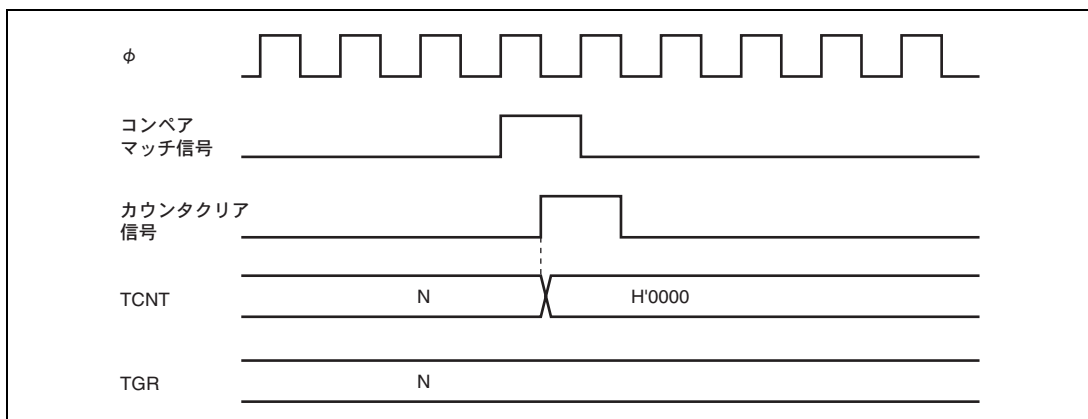 φ
コンペア
マッチ信号
カウンタクリア
信号
TCNT
N
H'0000
TGR
N